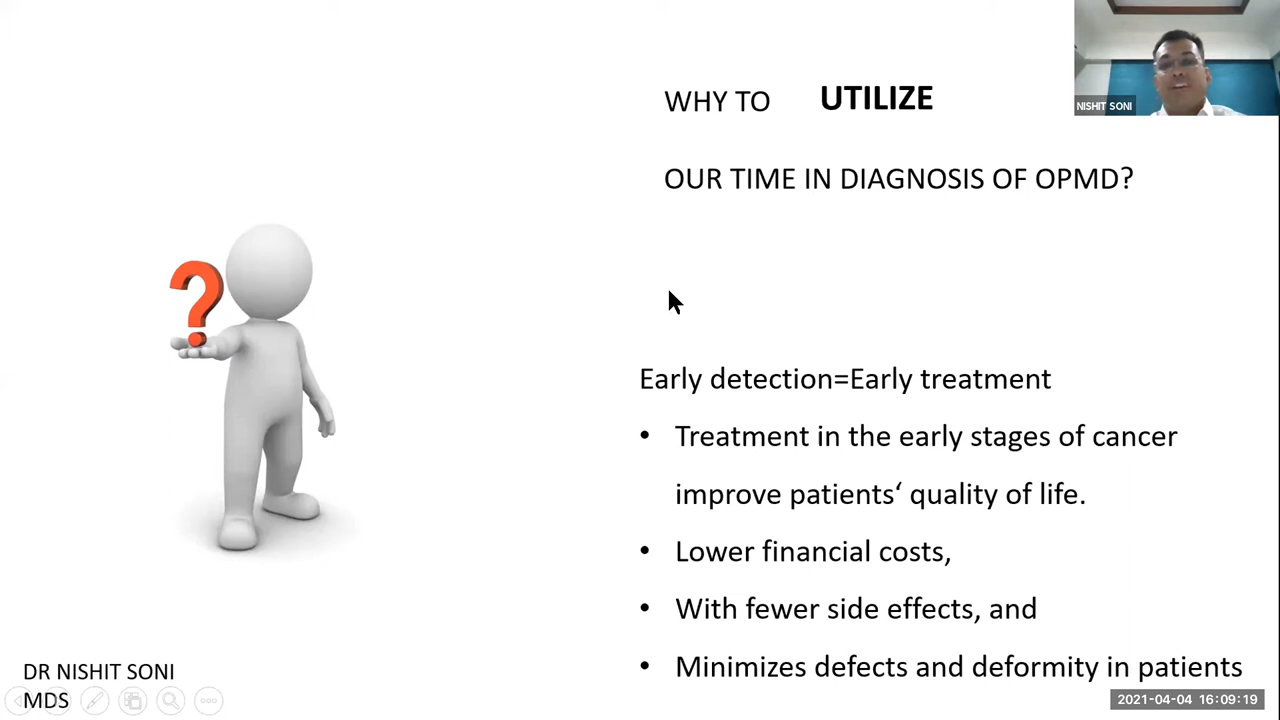 WHY TO UTILIZE
OUR TIME IN DIAGNOSIS OF OPMD?
NISHIT SONI
Early detection=Early treatment
• Treatment in the early stages of cancer
improve patients‘ quality of life.
• Lower financial costs,
• With fewer side effects, and
• Minimizes defects and deformity in patients
DR NISHIT SONI
MDS
2021-04-04 16:09:19